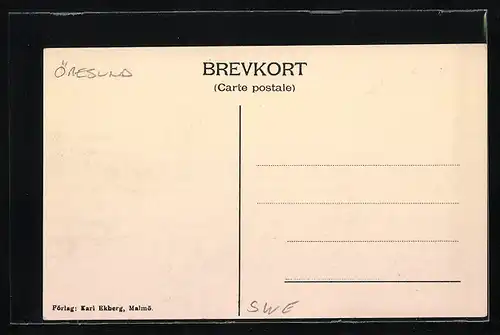 ÖRESUND
BREVKORT
(Carte postale)
Förlag: Karl Ekberg, Malmö.
SWE